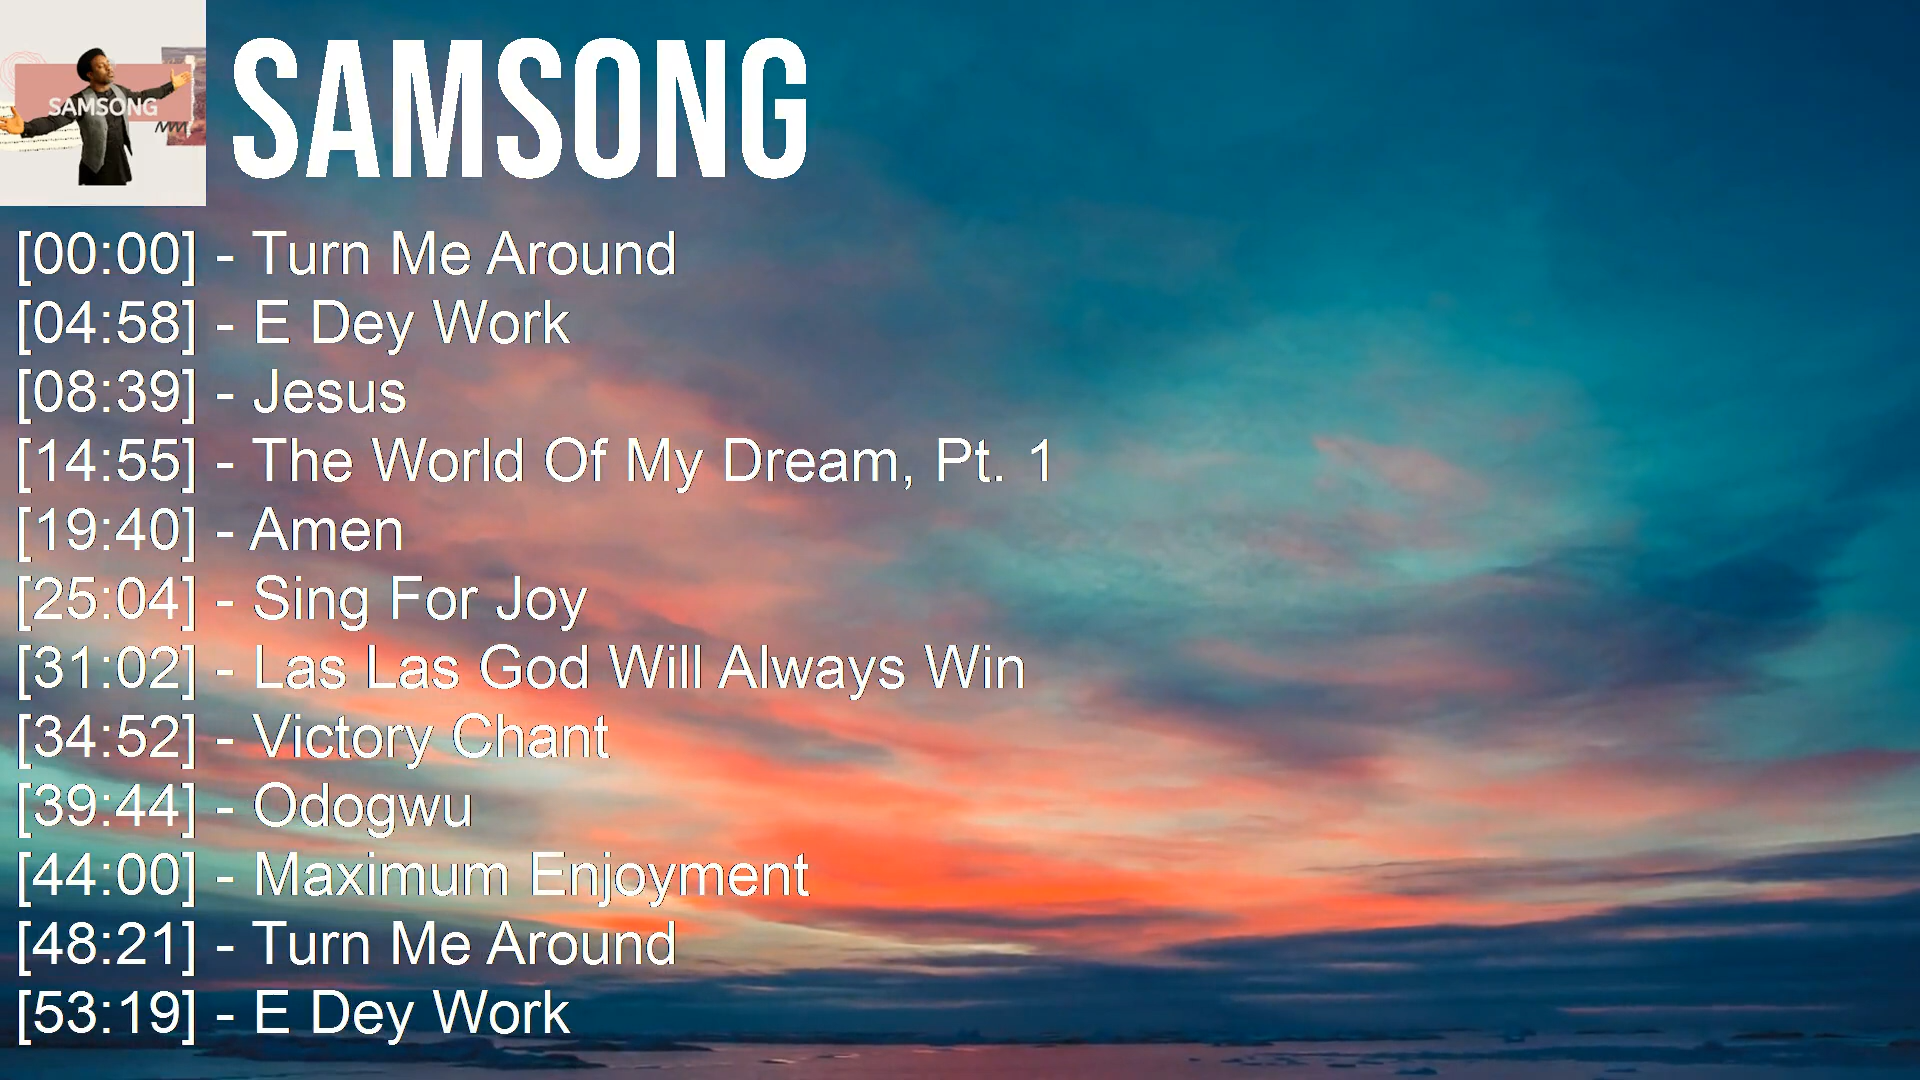 SAMSONG
SAMSONG
[00:00] - Turn Me Around
[04:58] - E Dey Work
[08:39] - Jesus
[14:55] - The World Of My Dream, Pt. 1
[19:40] - Amen
[25:04] - Sing For Joy
[31:02] - Las Las God Will Always Win
[34:52] - Victory Chant
[39:44] - Odogwu
[44:00] - Maximum Enjoyment
[48:21] - Turn Me Around
[53:19] - E Dey Work